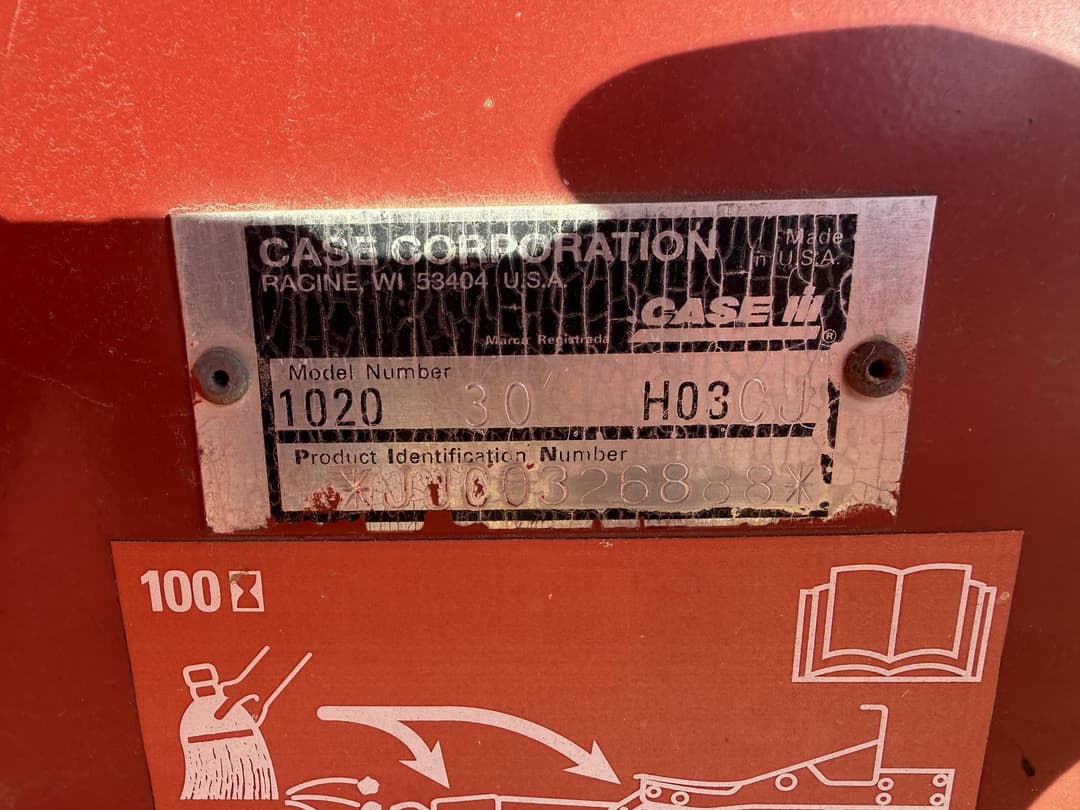 CASE CORPORATION
Made
in U.S.A.
RACINE, WI 53404 U.S.A.
CASE IH
Marca Registrada ®
Model Number
1020 30' H03CJ
Product Identification Number
100